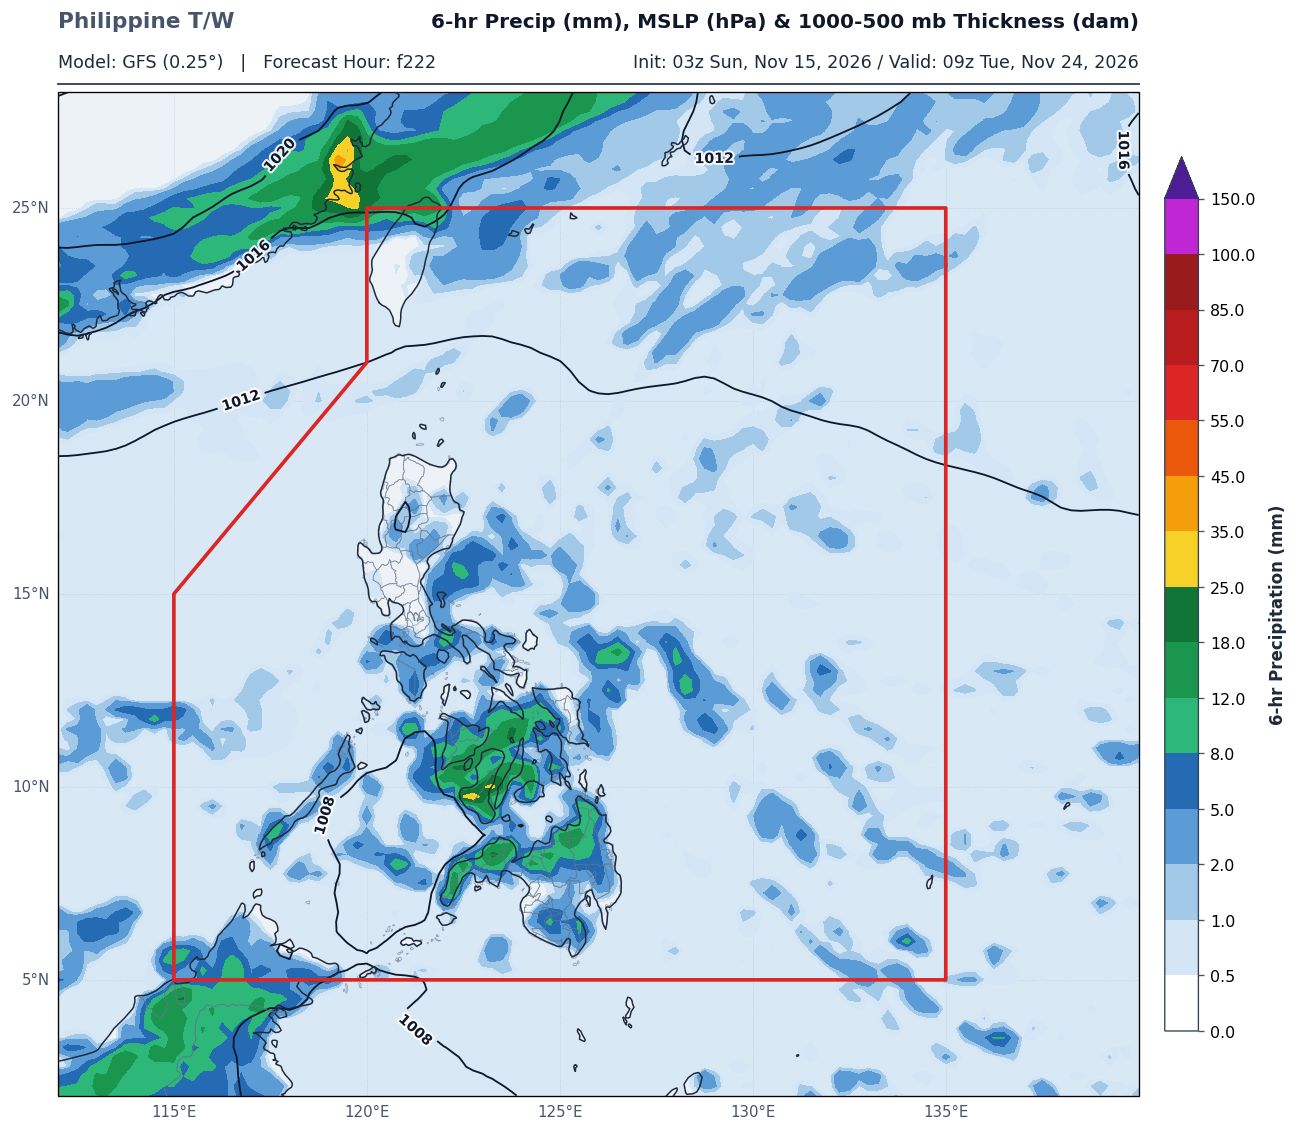 Philippine T/W
6-hr Precip (mm), MSLP (hPa) & 1000-500 mb Thickness (dam)
Model: GFS (0.25°) | Forecast Hour: f222
Init: 03z Sun, Nov 15, 2026 / Valid: 09z Tue, Nov 24, 2026
1020
1012
1016
1016
1012
1008
1008
25°N
20°N
15°N
10°N
5°N
115°E
120°E
125°E
130°E
135°E
150.0
100.0
85.0
70.0
55.0
45.0
35.0
25.0
18.0
12.0
8.0
5.0
2.0
1.0
0.5
0.0
6-hr Precipitation (mm)